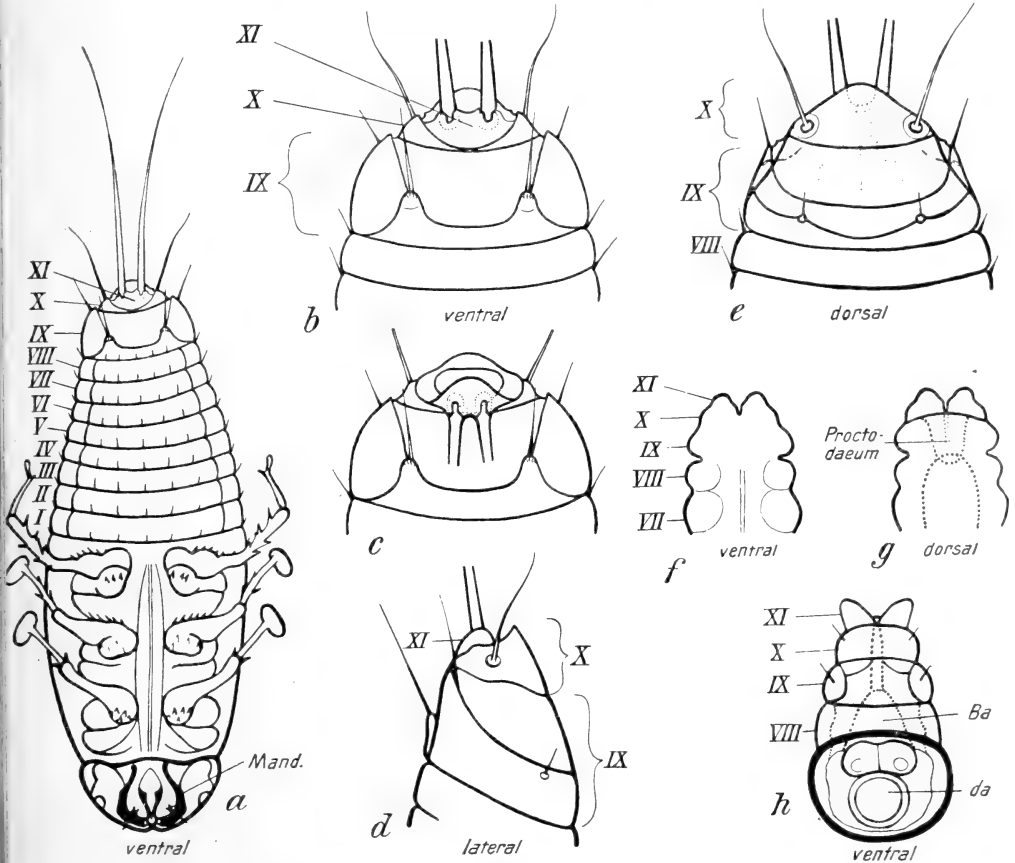 XI
X
IX
VIII
VII
VI
V
IV
III
II
I
Mand.
a
ventral
XI
X
IX
b
ventral
c
XI
X
IX
d
lateral
X
IX
VIII
e
dorsal
XI
X
IX
VIII
VII
f
ventral
Procto-
daeum
g
dorsal
XI
X
IX
VIII
Ba
da
h
ventral